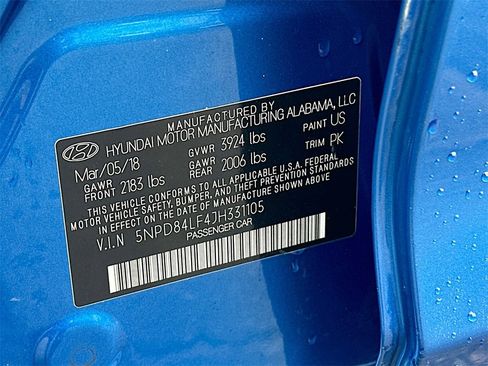 MANUFACTURED BY
HYUNDAI MOTOR MANUFACTURING ALABAMA, LLC
Mar/05/18 GVWR 3924 lbs PAINT US
GAWR FRONT 2183 lbs GAWR REAR 2006 lbs TRIM PK
THIS VEHICLE CONFORMS TO ALL APPLICABLE U.S.A. FEDERAL
MOTOR VEHICLE SAFETY, BUMPER, AND THEFT PREVENTION STANDARDS
IN EFFECT ON THE DATE OF MANUFACTURE SHOWN ABOVE.
V.I.N 5NPD84LF4JH331105
PASSENGER CAR